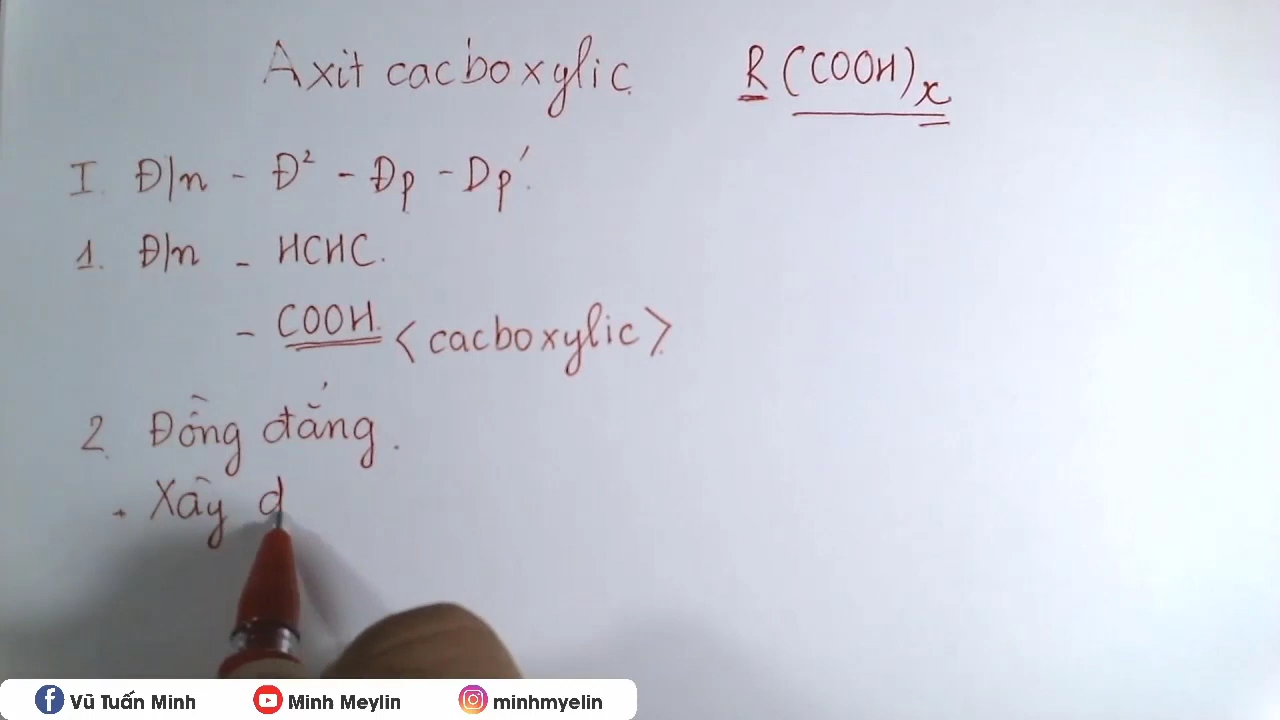 Axit cacboxylic R(COOH)x
I. Đ/n - Đ² - Đp - Dp'.
1. Đ/n - HCHC.
- COOH. <cacboxylic>
2. Đồng đẳng.
+ Xây d
Vũ Tuấn Minh Minh Meylin minhmyelin